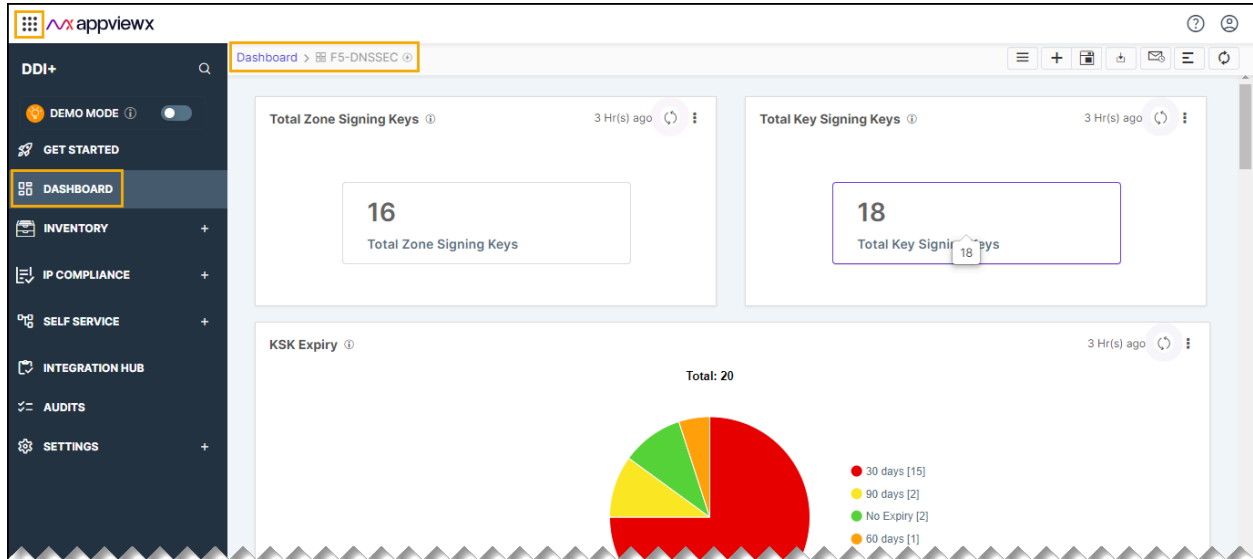 appviewx
DDI+
DEMO MODE
GET STARTED
DASHBOARD
INVENTORY +
IP COMPLIANCE +
SELF SERVICE +
INTEGRATION HUB
AUDITS
SETTINGS +
Dashboard > F5-DNSSEC
Total Zone Signing Keys 3 Hr(s) ago
16
Total Zone Signing Keys
Total Key Signing Keys 3 Hr(s) ago
18
Total Key Signing Keys
18
KSK Expiry 3 Hr(s) ago
Total: 20
30 days [15]
90 days [2]
No Expiry [2]
60 days [1]